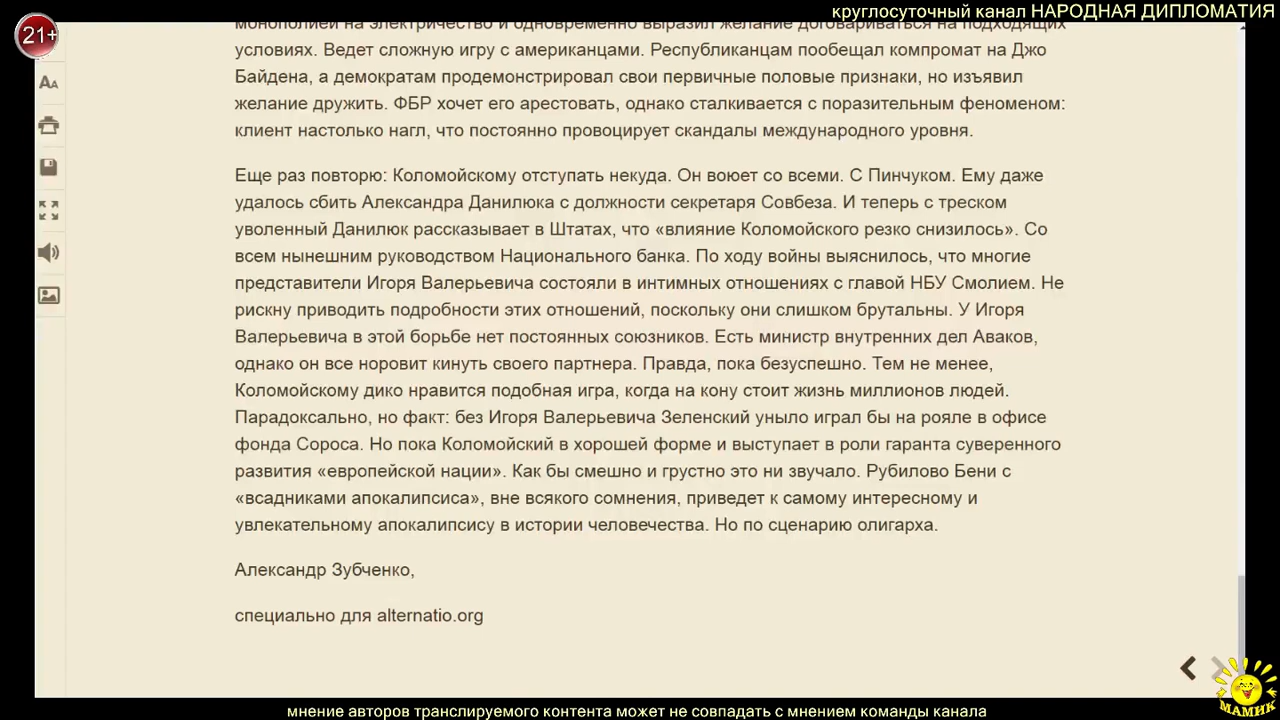 круглосуточный канал НАРОДНАЯ ДИПЛОМАТИЯ
21+
монополией на электричество и одновременно выразил желание договариваться на подходящих
условиях. Ведет сложную игру с американцами. Республиканцам пообещал компромат на Джо
Байдена, а демократам продемонстрировал свои первичные половые признаки, но изъявил
желание дружить. ФБР хочет его арестовать, однако сталкивается с поразительным феноменом:
клиент настолько нагл, что постоянно провоцирует скандалы международного уровня.
Еще раз повторю: Коломойскому отступать некуда. Он воюет со всеми. С Пинчуком. Ему даже
удалось сбить Александра Данилюка с должности секретаря Совбеза. И теперь с треском
уволенный Данилюк рассказывает в Штатах, что «влияние Коломойского резко снизилось». Со
всем нынешним руководством Национального банка. По ходу войны выяснилось, что многие
представители Игоря Валерьевича состояли в интимных отношениях с главой НБУ Смолием. Не
рискну приводить подробности этих отношений, поскольку они слишком брутальны. У Игоря
Валерьевича в этой борьбе нет постоянных союзников. Есть министр внутренних дел Аваков,
однако он все норовит кинуть своего партнера. Правда, пока безуспешно. Тем не менее,
Коломойскому дико нравится подобная игра, когда на кону стоит жизнь миллионов людей.
Парадоксально, но факт: без Игоря Валерьевича Зеленский уныло играл бы на рояле в офисе
фонда Сороса. Но пока Коломойский в хорошей форме и выступает в роли гаранта суверенного
развития «европейской нации». Как бы смешно и грустно это ни звучало. Рубилово Бени с
«всадниками апокалипсиса», вне всякого сомнения, приведет к самому интересному и
увлекательному апокалипсису в истории человечества. Но по сценарию олигарха.
Александр Зубченко,
специально для alternatio.org
МАМИК
мнение авторов транслируемого контента может не совпадать с мнением команды канала